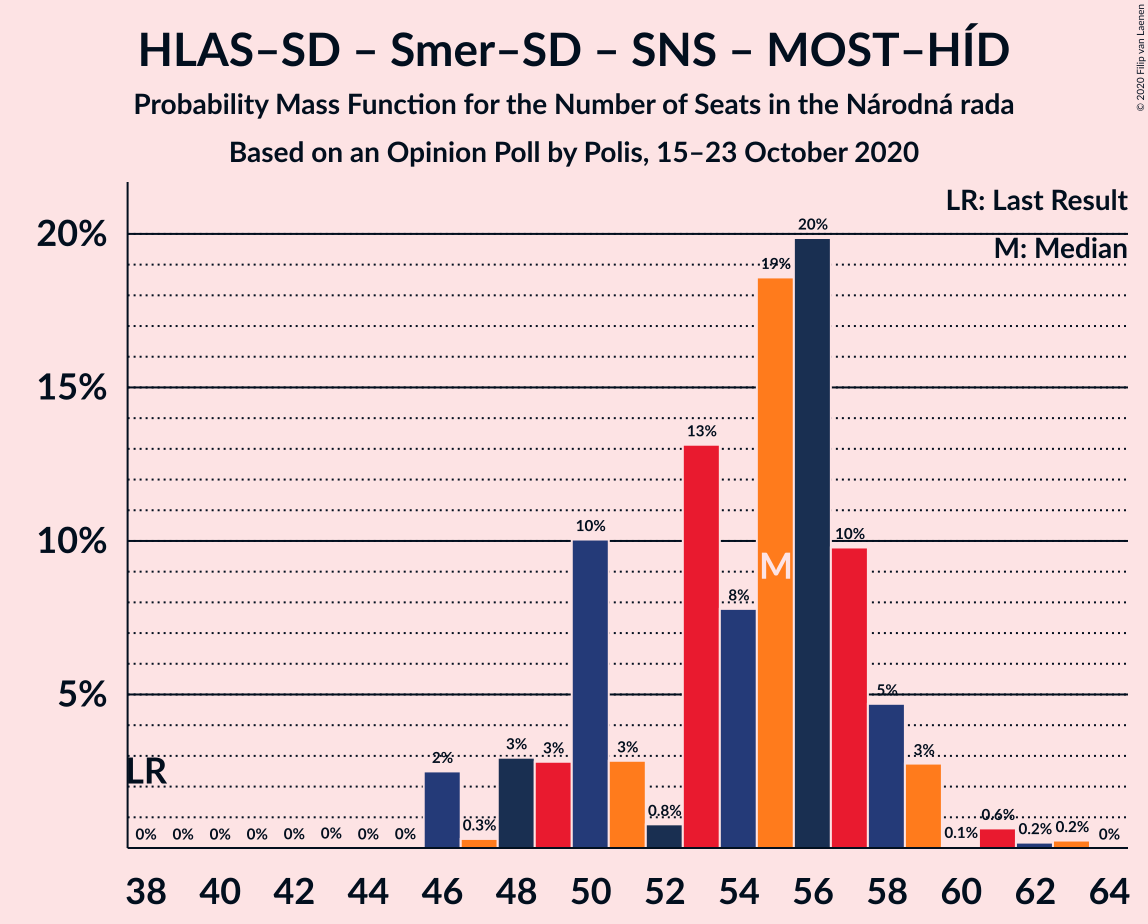 HLAS–SD – Smer–SD – SNS – MOST–HÍD
Probability Mass Function for the Number of Seats in the Národná rada
Based on an Opinion Poll by Polis, 15–23 October 2020
© 2020 Filip van Laenen
LR: Last Result
M: Median
20%
15%
10%
5%
LR
M
0% 0% 0% 0% 0% 0% 0% 0% 2% 0.3% 3% 3% 10% 3% 0.8% 13% 8% 19% 20% 10% 5% 3% 0.1% 0.6% 0.2% 0.2% 0%
38 40 42 44 46 48 50 52 54 56 58 60 62 64